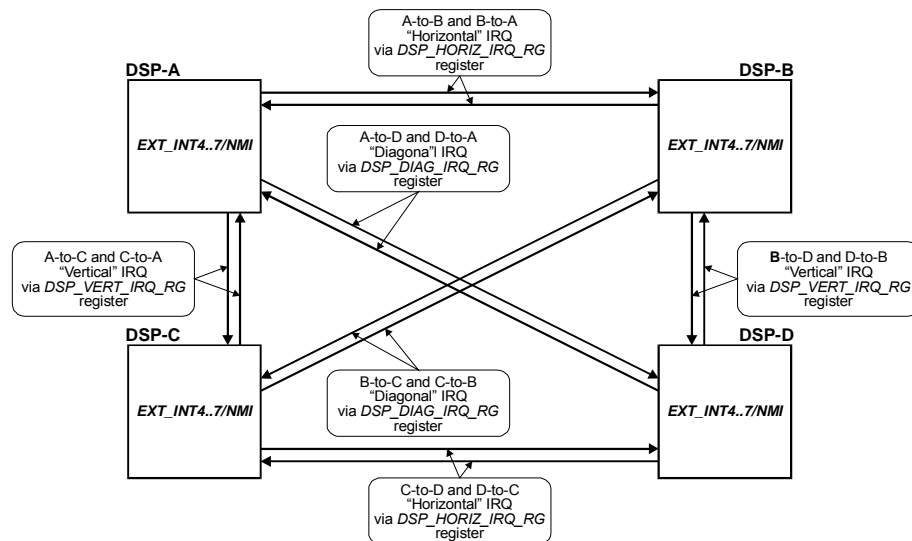 A-to-B and B-to-A
“Horizontal” IRQ
via DSP_HORIZ_IRQ_RG
register
DSP-A
DSP-B
EXT_INT4..7/NMI
A-to-D and D-to-A
“Diagona”l IRQ
via DSP_DIAG_IRQ_RG
register
EXT_INT4..7/NMI
A-to-C and C-to-A
“Vertical” IRQ
via DSP_VERT_IRQ_RG
register
B-to-D and D-to-B
“Vertical” IRQ
via DSP_VERT_IRQ_RG
register
DSP-C
DSP-D
EXT_INT4..7/NMI
B-to-C and C-to-B
“Diagonal” IRQ
via DSP_DIAG_IRQ_RG
register
EXT_INT4..7/NMI
C-to-D and D-to-C
“Horizontal” IRQ
via DSP_HORIZ_IRQ_RG
register